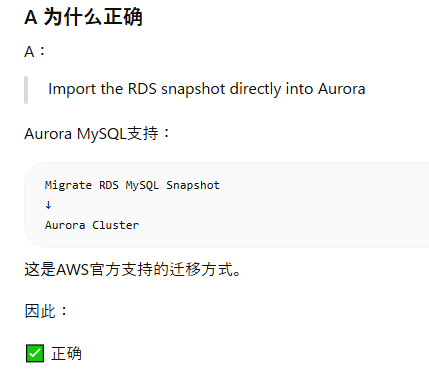 A 为什么正确
A：
Import the RDS snapshot directly into Aurora
Aurora MySQL支持：
Migrate RDS MySQL Snapshot
↓
Aurora Cluster
这是AWS官方支持的迁移方式。
因此：
✅ 正确